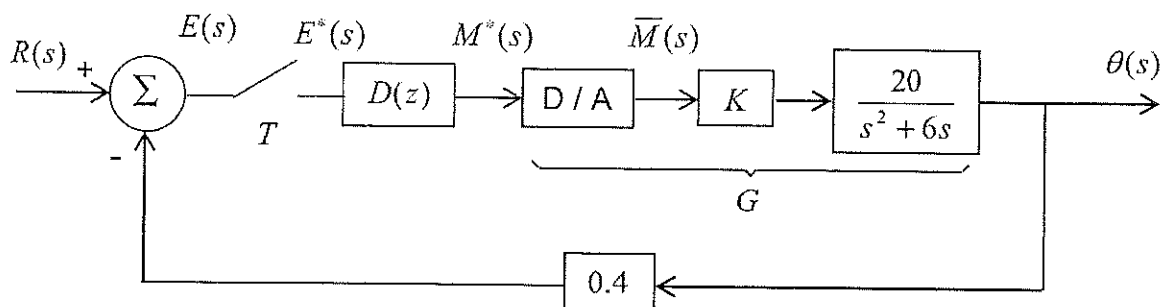 R(s)
+
E(s)
E*(s)
M*(s)
M̅(s)
θ(s)
Σ
-
T
D(z)
D / A
K
20
s² + 6s
G
0.4